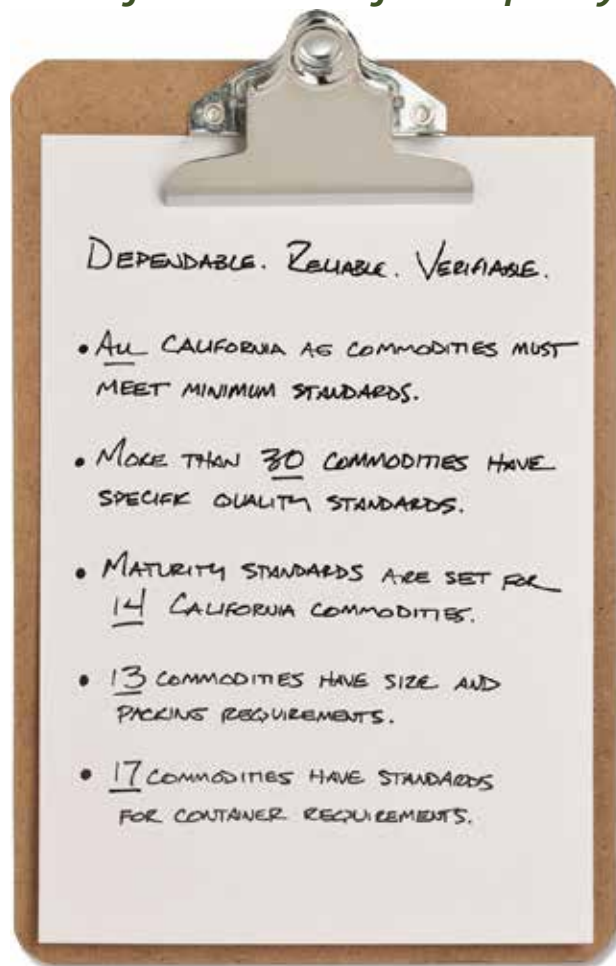 DEPENDABLE. RELIABLE. VERIFIABLE.
• ALL CALIFORNIA AG COMMODITIES MUST
MEET MINIMUM STANDARDS.
• MORE THAN 30 COMMODITIES HAVE
SPECIFIC QUALITY STANDARDS.
• MATURITY STANDARDS ARE SET FOR
14 CALIFORNIA COMMODITIES.
• 13 COMMODITIES HAVE SIZE AND
PACKING REQUIREMENTS.
• 17 COMMODITIES HAVE STANDARDS
FOR CONTAINER REQUIREMENTS.